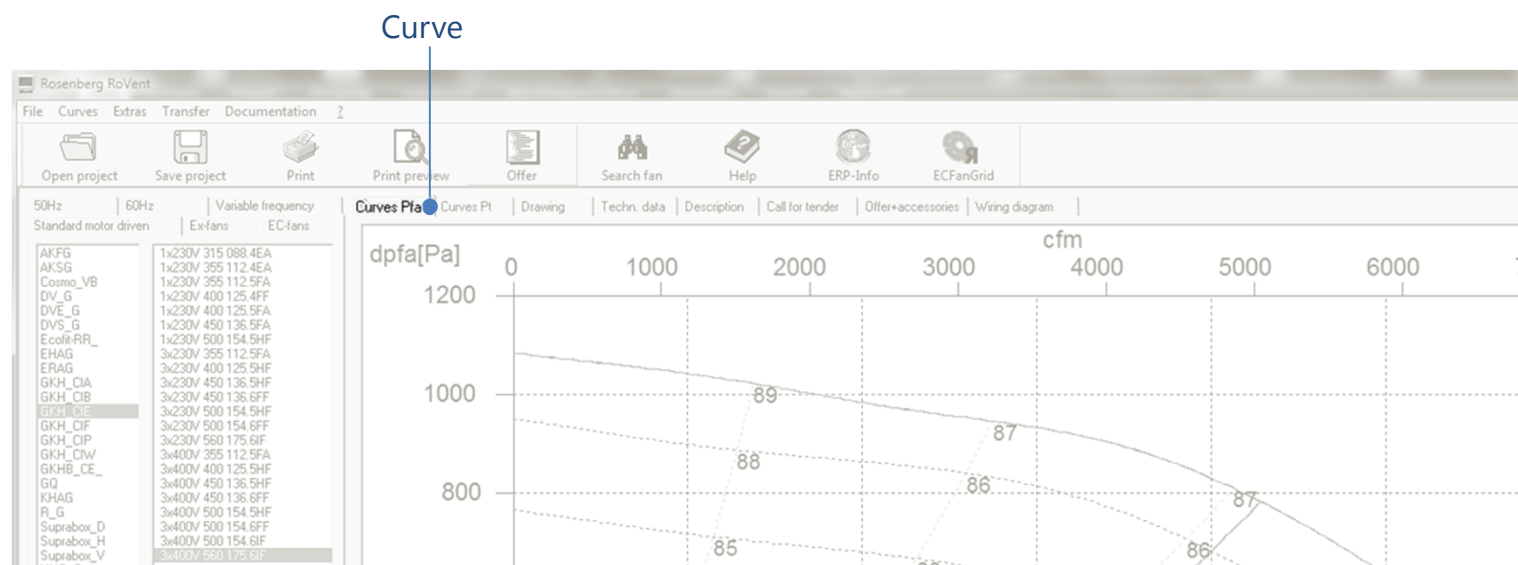 Curve
Rosenberg RoVent
File Curves Extras Transfer Documentation ?
Open project Save project Print Print preview Offer Search fan Help ERP-Info ECFanGrid
50Hz 60Hz Variable frequency Curves Pfa Curves Pt Drawing Techn. data Description Call for tender Offer+accessories Wiring diagram
Standard motor driven Ex-fans EC-fans
cfm
dpfa[Pa] 0 1000 2000 3000 4000 5000 6000
AKFG 1x230V 315 088.4EA
AKSG 1x230V 355 112.4EA
Cosmo_VB 1x230V 355 112.5FA
DV_G 1x230V 400 125.4FF
1200
DVE_G 1x230V 400 125.5FA
DVS_G 1x230V 450 136.5FA
Ecofit-RR_ 1x230V 500 154.5HF
EHAG 3x230V 355 112.5FA
ERAG 3x230V 400 125.5HF
GKH_CIA 3x230V 450 136.5HF
GKH_CIB 3x230V 450 136.6FF
1000 89
GKH_CIE 3x230V 500 154.5HF
GKH_CIF 3x230V 500 154.6FF
87
GKH_CIP 3x230V 560 175.6IF
GKH_CIW 3x400V 355 112.5FA
88
GKHB_CE_ 3x400V 400 125.5HF
GQ 3x400V 450 136.5HF
86
KHAG 3x400V 450 136.6FF
800 87
R_G 3x400V 500 154.5HF
Suprabox_D 3x400V 500 154.6FF
Suprabox_H 3x400V 500 154.6IF
85 86
Suprabox_V 3x400V 560 175.6IF